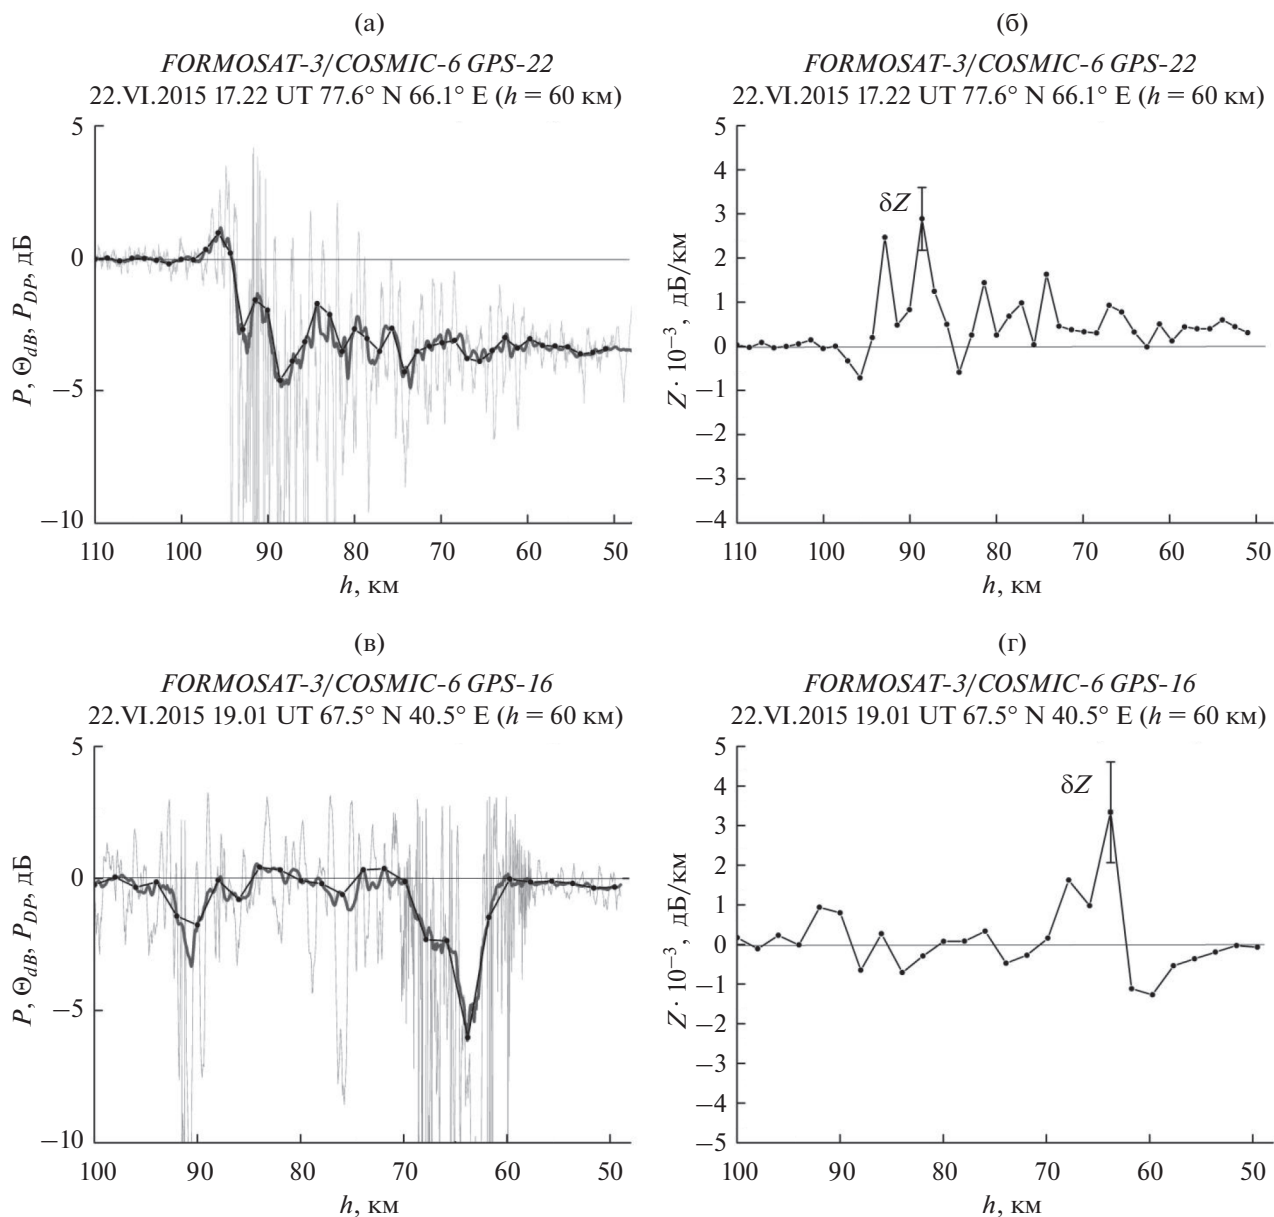 (а)
FORMOSAT-3/COSMIC-6 GPS-22
22.VI.2015 17.22 UT 77.6° N 66.1° E (h = 60 км)
P, Θ_dB, P_DP, дБ
5
0
−5
−10
110 100 90 80 70 60 50
h, км
(б)
FORMOSAT-3/COSMIC-6 GPS-22
22.VI.2015 17.22 UT 77.6° N 66.1° E (h = 60 км)
Z · 10⁻³, дБ/км
5
4
3
2
1
0
−1
−2
−3
−4
δZ
110 100 90 80 70 60 50
h, км
(в)
FORMOSAT-3/COSMIC-6 GPS-16
22.VI.2015 19.01 UT 67.5° N 40.5° E (h = 60 км)
P, Θ_dB, P_DP, дБ
5
0
−5
−10
100 90 80 70 60 50
h, км
(г)
FORMOSAT-3/COSMIC-6 GPS-16
22.VI.2015 19.01 UT 67.5° N 40.5° E (h = 60 км)
Z · 10⁻³, дБ/км
5
4
3
2
1
0
−1
−2
−3
−4
−5
δZ
100 90 80 70 60 50
h, км